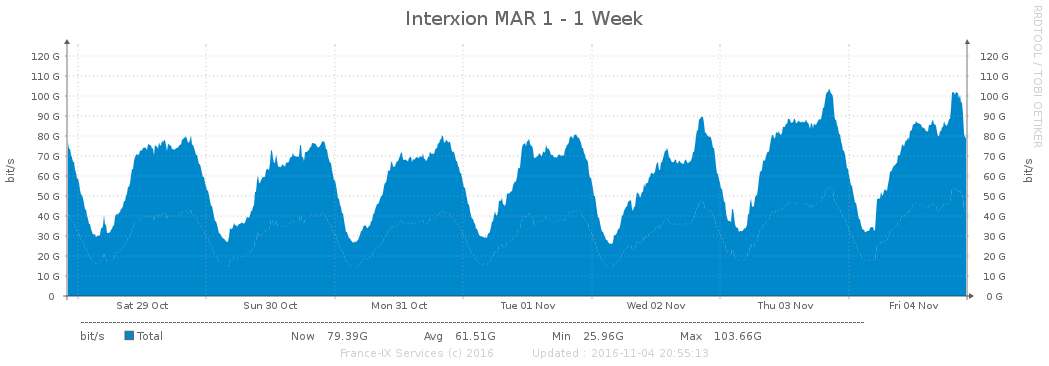 Interxion MAR 1 - 1 Week
RRDTOOL / TOBI OETIKER
120 G 120 G
110 G 110 G
100 G 100 G
90 G 90 G
80 G 80 G
70 G 70 G
60 G 60 G
50 G 50 G
40 G 40 G
30 G 30 G
20 G 20 G
10 G 10 G
0 0 G
bit/s
bit/s
Sat 29 Oct Sun 30 Oct Mon 31 Oct Tue 01 Nov Wed 02 Nov Thu 03 Nov Fri 04 Nov
bit/s Total Now 79.39G Avg 61.51G Min 25.96G Max 103.66G
France-IX Services (c) 2016 Updated : 2016-11-04 20:55:13